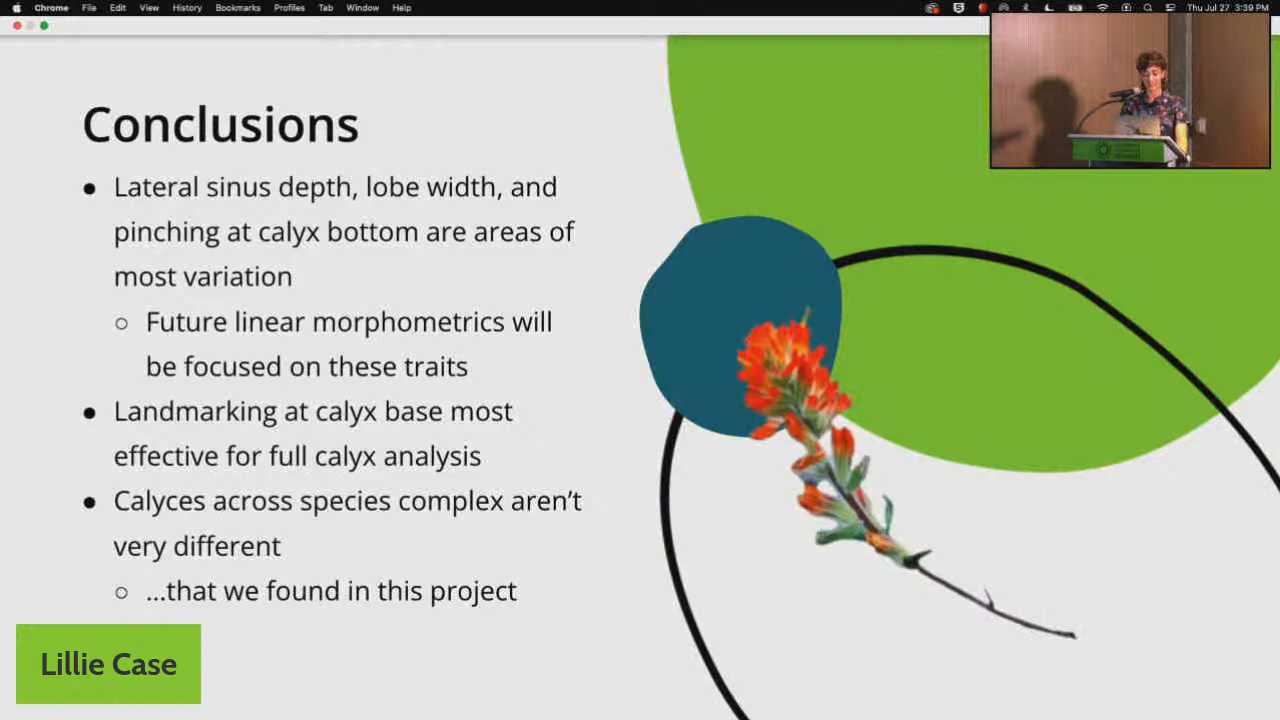 Chrome File Edit View History Bookmarks Profiles Tab Window Help Thu Jul 27 3:39 PM
Conclusions
● Lateral sinus depth, lobe width, and
pinching at calyx bottom are areas of
most variation
○ Future linear morphometrics will
be focused on these traits
● Landmarking at calyx base most
effective for full calyx analysis
● Calyces across species complex aren't
very different
○ ...that we found in this project
Lillie Case